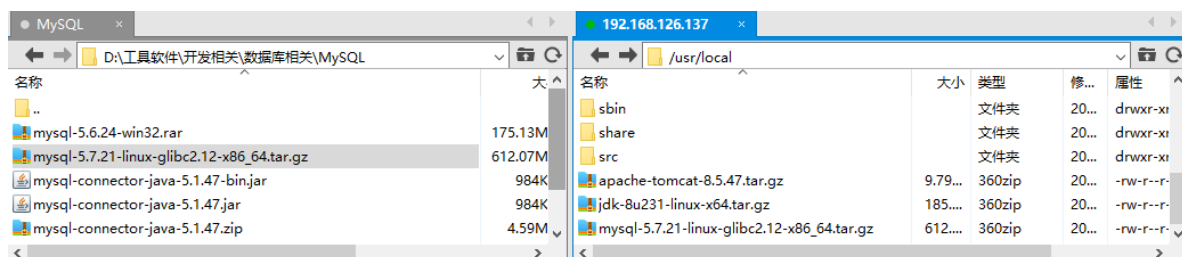 MySQL ×
192.168.126.137 ×
D:\工具软件\开发相关\数据库相关\MySQL
/usr/local
名称 大
..
mysql-5.6.24-win32.rar 175.13M
mysql-5.7.21-linux-glibc2.12-x86_64.tar.gz 612.07M
mysql-connector-java-5.1.47-bin.jar 984K
mysql-connector-java-5.1.47.jar 984K
mysql-connector-java-5.1.47.zip 4.59M
名称 大小 类型 修... 属性
sbin 文件夹 20... drwxr-xr
share 文件夹 20... drwxr-xr
src 文件夹 20... drwxr-xr
apache-tomcat-8.5.47.tar.gz 9.79... 360zip 20... -rw-r--r-
jdk-8u231-linux-x64.tar.gz 185.... 360zip 20... -rw-r--r-
mysql-5.7.21-linux-glibc2.12-x86_64.tar.gz 612.... 360zip 20... -rw-r--r-